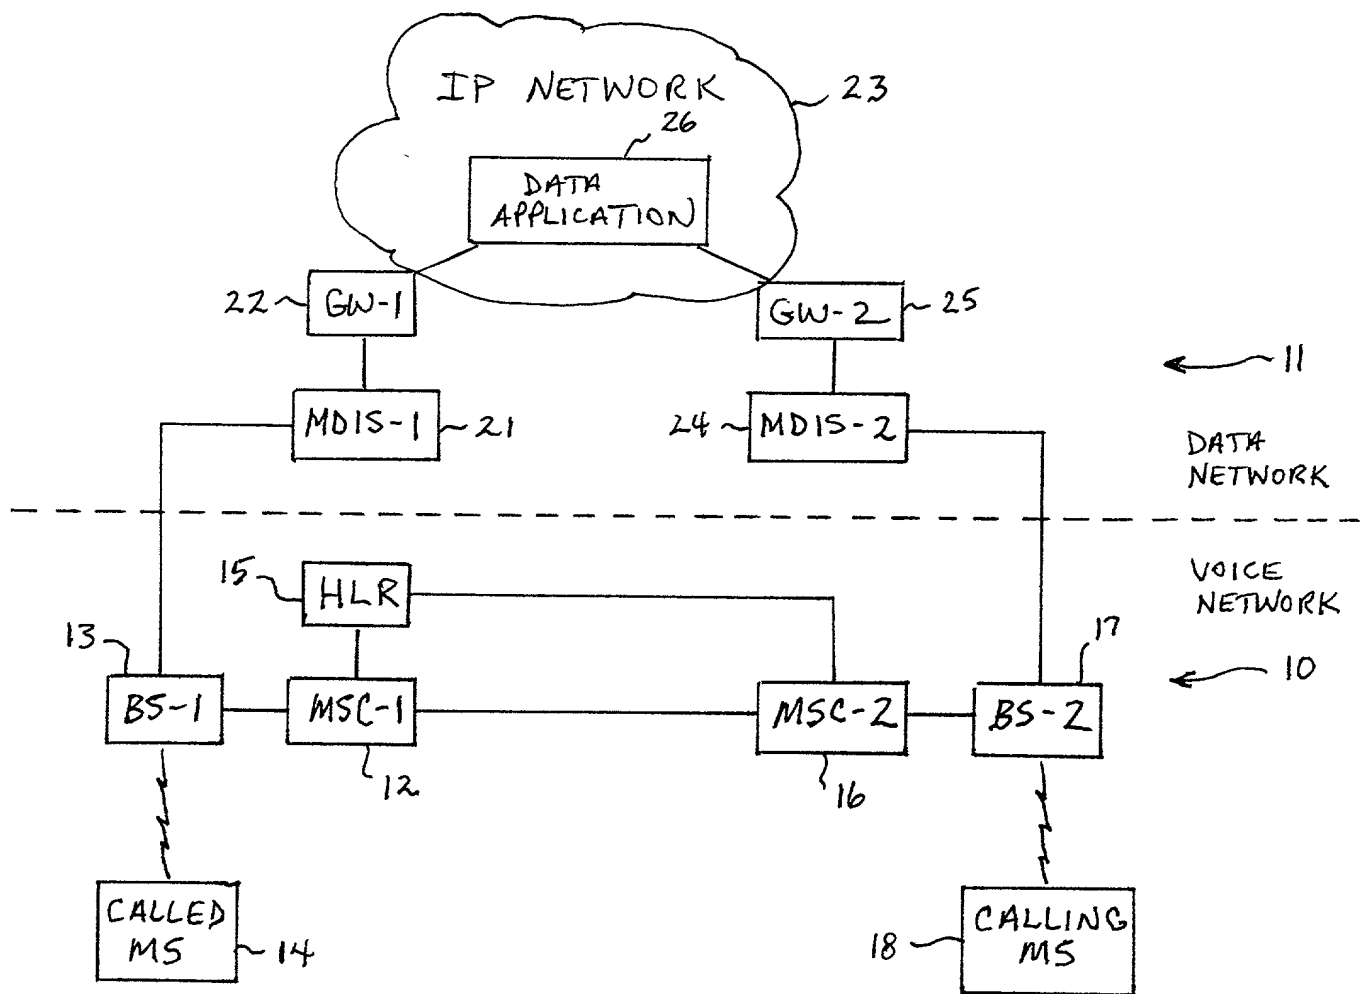 IP NETWORK
23
26
DATA
APPLICATION
22
GW-1
GW-2
25
11
MDIS-1
21
24
MDIS-2
DATA
NETWORK
15
HLR
VOICE
NETWORK
13
17
10
BS-1
MSC-1
MSC-2
BS-2
12
16
CALLED
MS
14
18
CALLING
MS